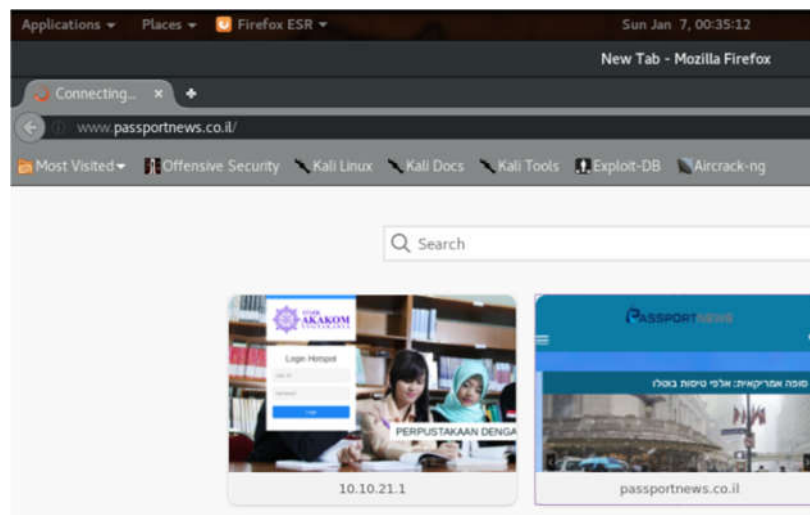 Applications Places Firefox ESR Sun Jan 7, 00:35:12
New Tab - Mozilla Firefox
Connecting...
www.passportnews.co.il/
Most Visited Offensive Security Kali Linux Kali Docs Kali Tools Exploit-DB Aircrack-ng
Search
AKAKOM
Login Hotspot
Login
PERPUSTAKAAN DENGA
PASSPORTNEWS
סופה אמריקאית: אלפי טיסות בוטלו
10.10.21.1
passportnews.co.il